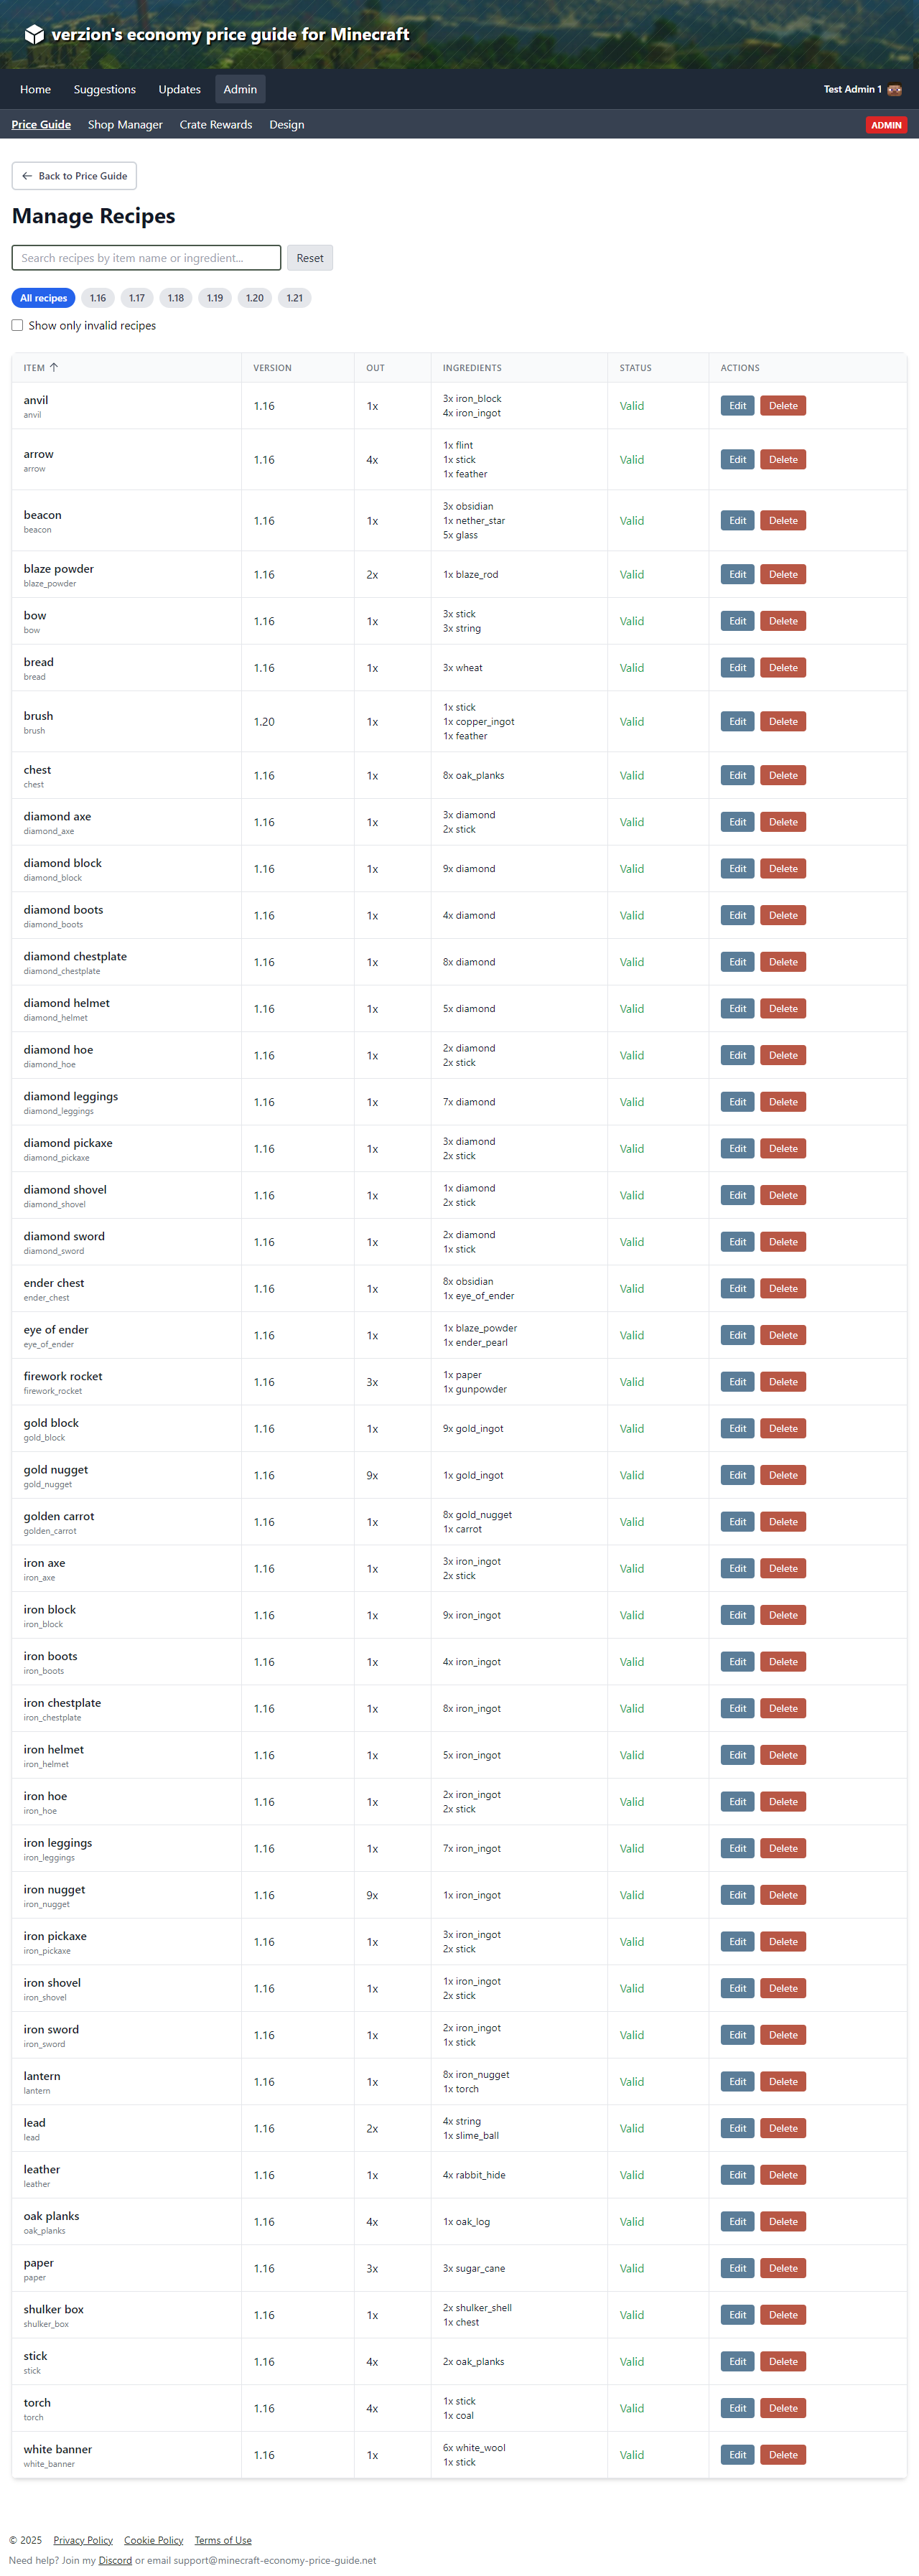 verzion's economy price guide for Minecraft
Home Suggestions Updates Admin Test Admin 1
Price Guide Shop Manager Crate Rewards Design ADMIN
← Back to Price Guide
Manage Recipes
Search recipes by item name or ingredient... Reset
All recipes 1.16 1.17 1.18 1.19 1.20 1.21
Show only invalid recipes
ITEM ↑ VERSION OUT INGREDIENTS STATUS ACTIONS
anvil
anvil
1.16 1x
3x iron_block
4x iron_ingot
Valid Edit Delete
arrow
arrow
1.16 4x
1x flint
1x stick
1x feather
Valid Edit Delete
beacon
beacon
1.16 1x
3x obsidian
1x nether_star
5x glass
Valid Edit Delete
blaze powder
blaze_powder
1.16 2x
1x blaze_rod
Valid Edit Delete
bow
bow
1.16 1x
3x stick
3x string
Valid Edit Delete
bread
bread
1.16 1x
3x wheat
Valid Edit Delete
brush
brush
1.20 1x
1x stick
1x copper_ingot
1x feather
Valid Edit Delete
chest
chest
1.16 1x
8x oak_planks
Valid Edit Delete
diamond axe
diamond_axe
1.16 1x
3x diamond
2x stick
Valid Edit Delete
diamond block
diamond_block
1.16 1x
9x diamond
Valid Edit Delete
diamond boots
diamond_boots
1.16 1x
4x diamond
Valid Edit Delete
diamond chestplate
diamond_chestplate
1.16 1x
8x diamond
Valid Edit Delete
diamond helmet
diamond_helmet
1.16 1x
5x diamond
Valid Edit Delete
diamond hoe
diamond_hoe
1.16 1x
2x diamond
2x stick
Valid Edit Delete
diamond leggings
diamond_leggings
1.16 1x
7x diamond
Valid Edit Delete
diamond pickaxe
diamond_pickaxe
1.16 1x
3x diamond
2x stick
Valid Edit Delete
diamond shovel
diamond_shovel
1.16 1x
1x diamond
2x stick
Valid Edit Delete
diamond sword
diamond_sword
1.16 1x
2x diamond
1x stick
Valid Edit Delete
ender chest
ender_chest
1.16 1x
8x obsidian
1x eye_of_ender
Valid Edit Delete
eye of ender
eye_of_ender
1.16 1x
1x blaze_powder
1x ender_pearl
Valid Edit Delete
firework rocket
firework_rocket
1.16 3x
1x paper
1x gunpowder
Valid Edit Delete
gold block
gold_block
1.16 1x
9x gold_ingot
Valid Edit Delete
gold nugget
gold_nugget
1.16 9x
1x gold_ingot
Valid Edit Delete
golden carrot
golden_carrot
1.16 1x
8x gold_nugget
1x carrot
Valid Edit Delete
iron axe
iron_axe
1.16 1x
3x iron_ingot
2x stick
Valid Edit Delete
iron block
iron_block
1.16 1x
9x iron_ingot
Valid Edit Delete
iron boots
iron_boots
1.16 1x
4x iron_ingot
Valid Edit Delete
iron chestplate
iron_chestplate
1.16 1x
8x iron_ingot
Valid Edit Delete
iron helmet
iron_helmet
1.16 1x
5x iron_ingot
Valid Edit Delete
iron hoe
iron_hoe
1.16 1x
2x iron_ingot
2x stick
Valid Edit Delete
iron leggings
iron_leggings
1.16 1x
7x iron_ingot
Valid Edit Delete
iron nugget
iron_nugget
1.16 9x
1x iron_ingot
Valid Edit Delete
iron pickaxe
iron_pickaxe
1.16 1x
3x iron_ingot
2x stick
Valid Edit Delete
iron shovel
iron_shovel
1.16 1x
1x iron_ingot
2x stick
Valid Edit Delete
iron sword
iron_sword
1.16 1x
2x iron_ingot
1x stick
Valid Edit Delete
lantern
lantern
1.16 1x
8x iron_nugget
1x torch
Valid Edit Delete
lead
lead
1.16 2x
4x string
1x slime_ball
Valid Edit Delete
leather
leather
1.16 1x
4x rabbit_hide
Valid Edit Delete
oak planks
oak_planks
1.16 4x
1x oak_log
Valid Edit Delete
paper
paper
1.16 3x
3x sugar_cane
Valid Edit Delete
shulker box
shulker_box
1.16 1x
2x shulker_shell
1x chest
Valid Edit Delete
stick
stick
1.16 4x
2x oak_planks
Valid Edit Delete
torch
torch
1.16 4x
1x stick
1x coal
Valid Edit Delete
white banner
white_banner
1.16 1x
6x white_wool
1x stick
Valid Edit Delete
© 2025 Privacy Policy Cookie Policy Terms of Use
Need help? Join my Discord or email support@minecraft-economy-price-guide.net